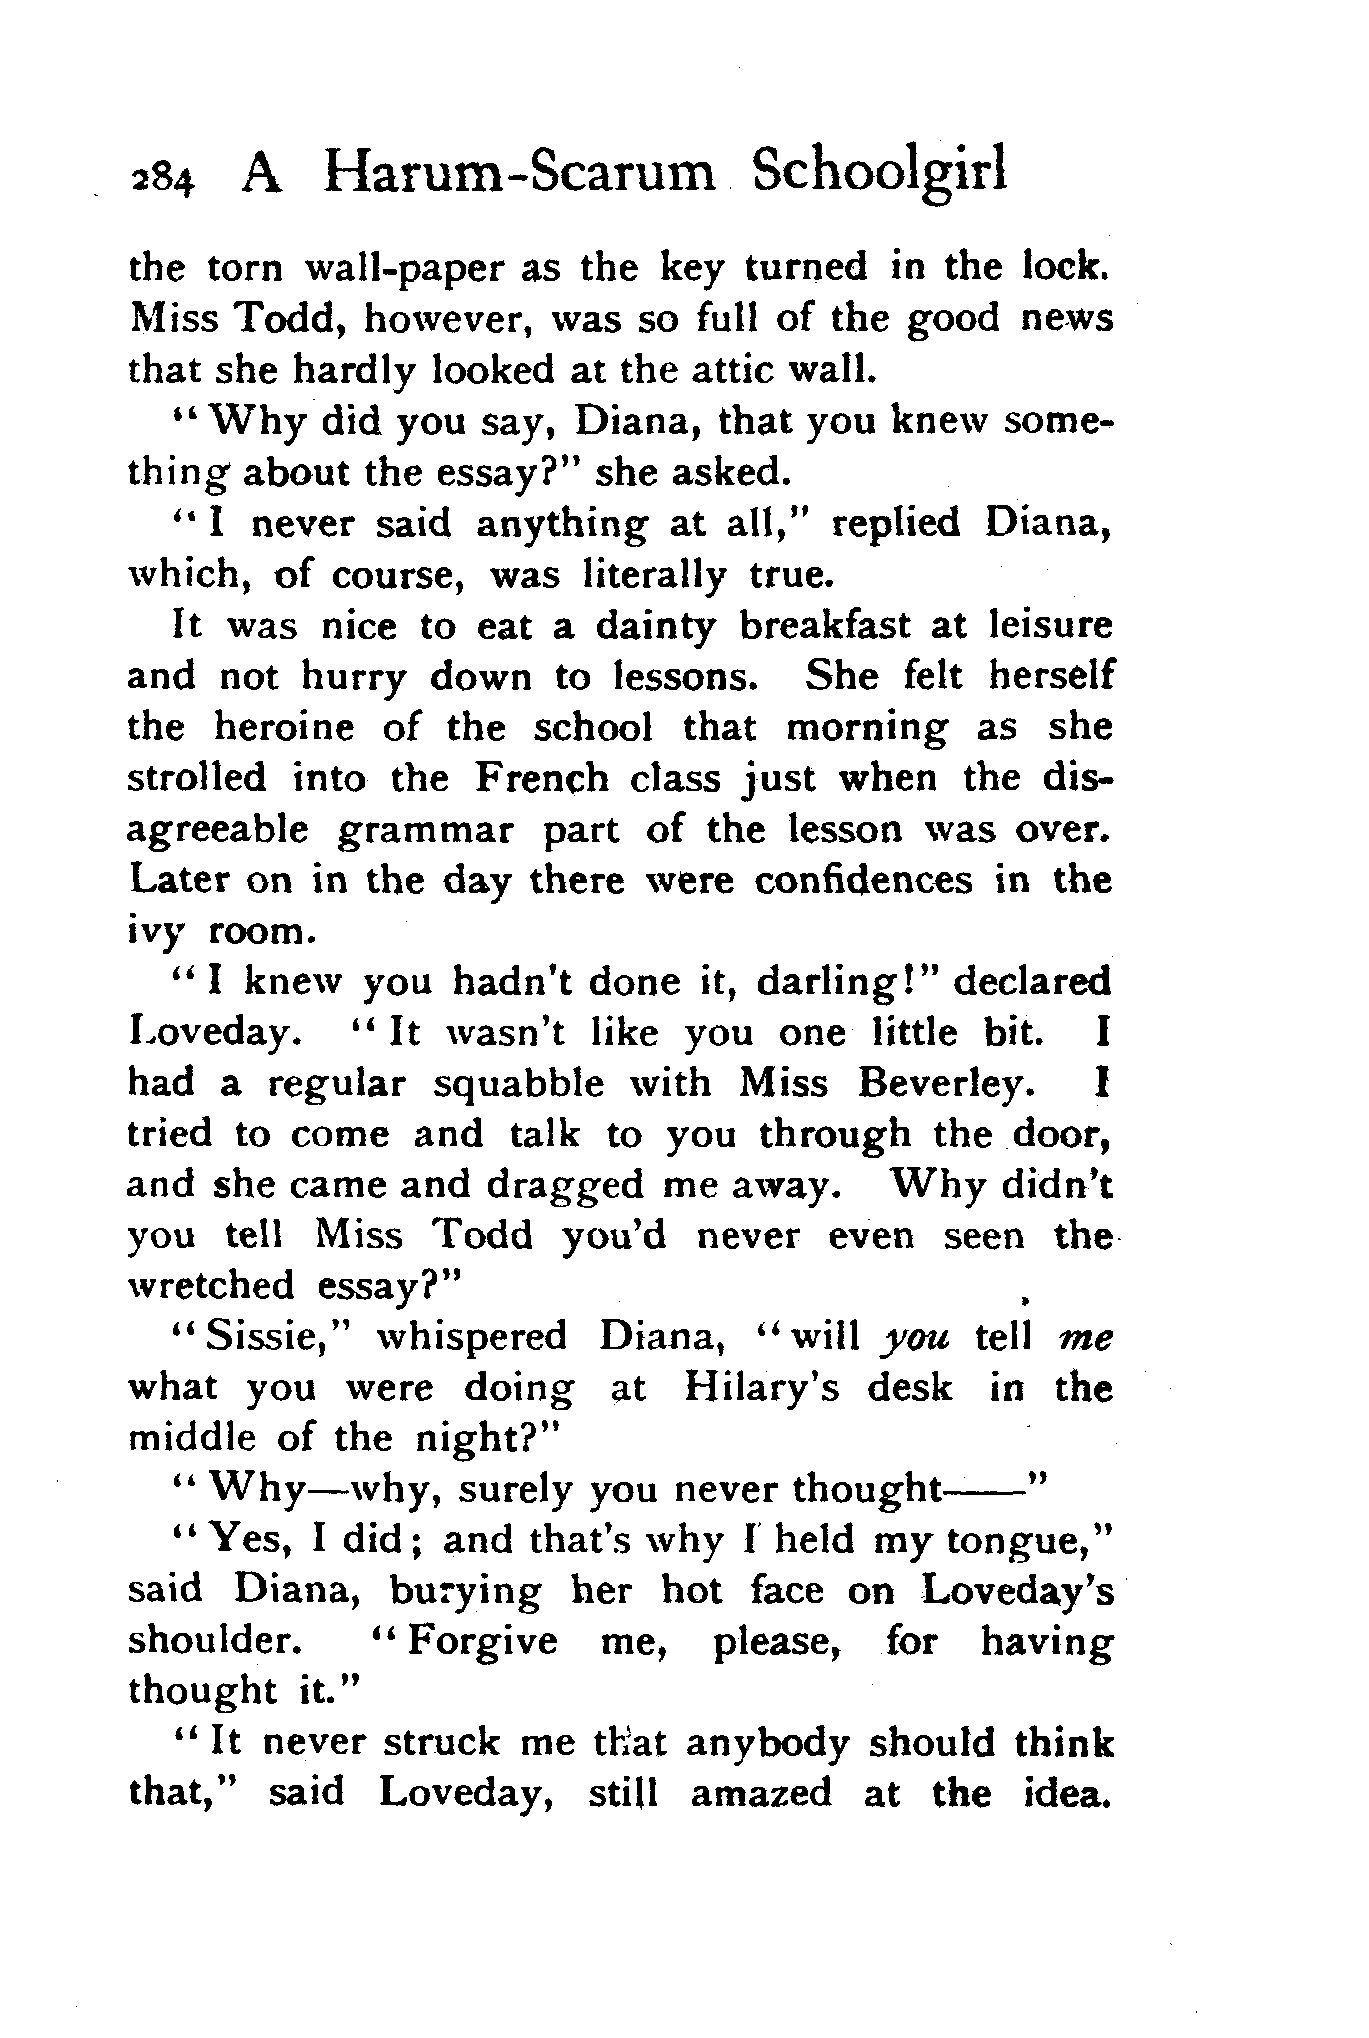 284 A Harum-Scarum Schoolgirl
the torn wall-paper as the key turned in the lock.
Miss Todd, however, was so full of the good news
that she hardly looked at the attic wall.
"Why did you say, Diana, that you knew some-
thing about the essay?" she asked.
"I never said anything at all," replied Diana,
which, of course, was literally true.
It was nice to eat a dainty breakfast at leisure
and not hurry down to lessons. She felt herself
the heroine of the school that morning as she
strolled into the French class just when the dis-
agreeable grammar part of the lesson was over.
Later on in the day there were confidences in the
ivy room.
"I knew you hadn't done it, darling!" declared
Loveday. "It wasn't like you one little bit. I
had a regular squabble with Miss Beverley. I
tried to come and talk to you through the door,
and she came and dragged me away. Why didn't
you tell Miss Todd you'd never even seen the
wretched essay?"
"Sissie," whispered Diana, "will you tell me
what you were doing at Hilary's desk in the
middle of the night?"
"Why—why, surely you never thought——"
"Yes, I did; and that's why I held my tongue,"
said Diana, burying her hot face on Loveday's
shoulder. "Forgive me, please, for having
thought it."
"It never struck me that anybody should think
that," said Loveday, still amazed at the idea.